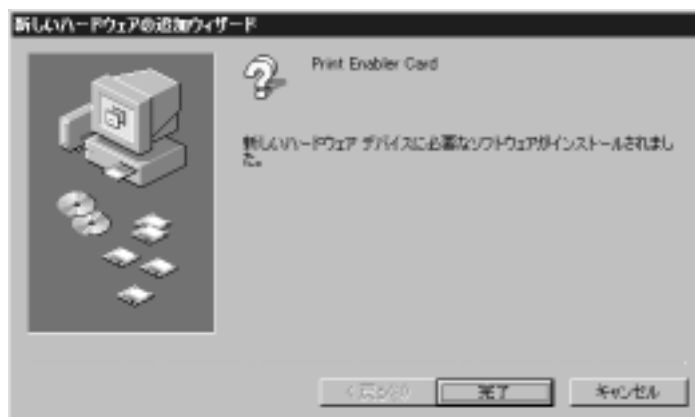 新しいハードウェアの追加ウィザード
Print Enabler Card
新しいハードウェア デバイスに必要なソフトウェアがインストールされまし
た。
< 戻る(B)
完了
キャンセル